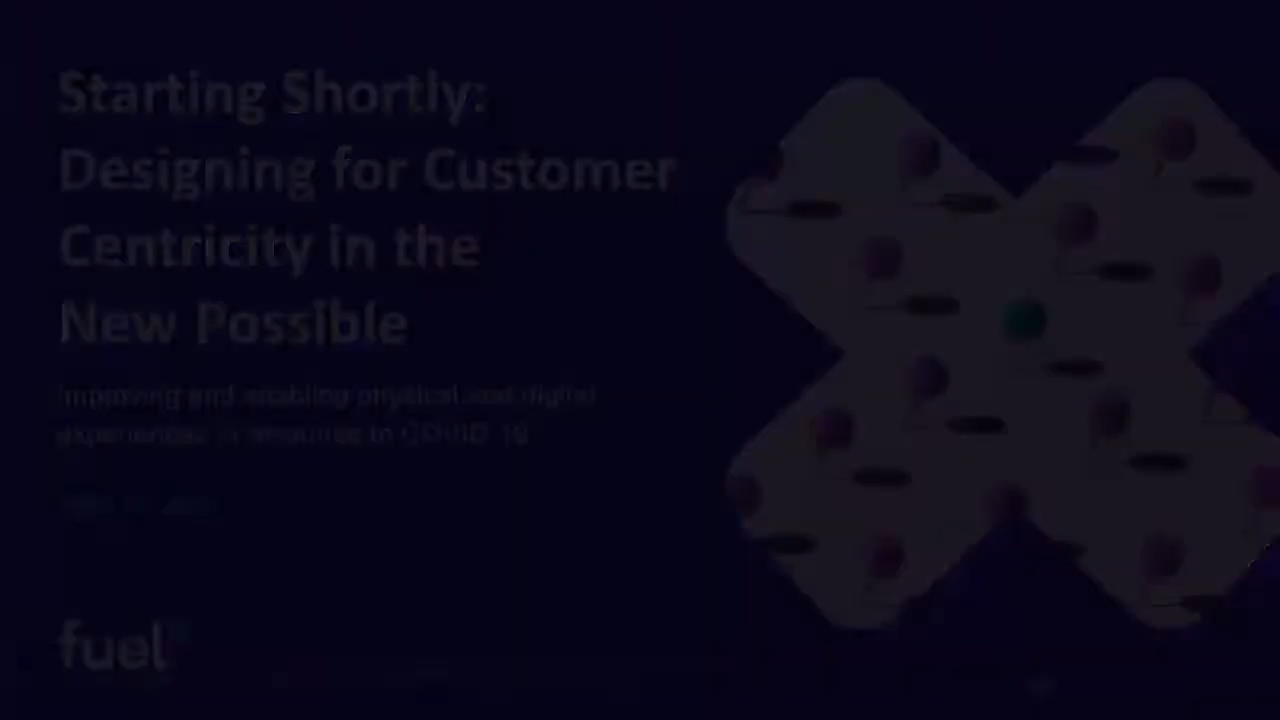 Starting Shortly:
Designing for Customer
Centricity in the
New Possible
Improving and enabling physical and digital
experiences in response to COVID-19
fuel